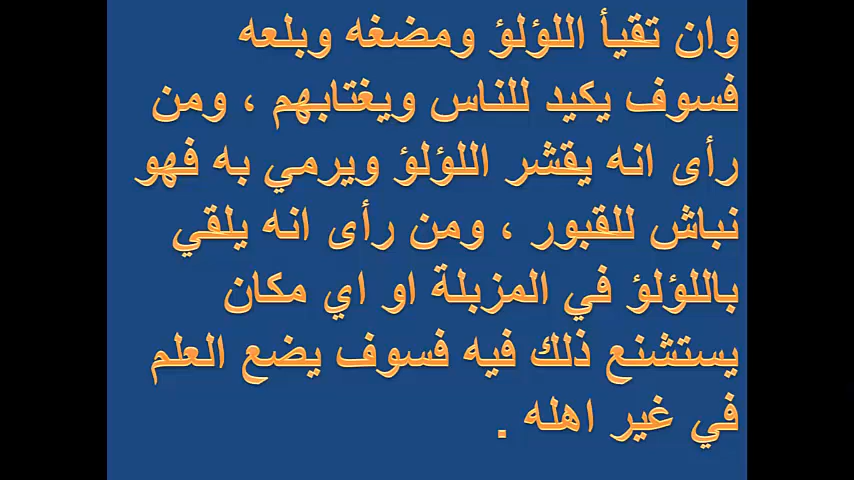 وان تقيأ اللؤلؤ ومضغه وبلعه
فسوف يكيد للناس ويغتابهم ، ومن
رأى انه يقشر اللؤلؤ ويرمي به فهو
نباش للقبور ، ومن رأى انه يلقي
باللؤلؤ في المزبلة او اي مكان
يستشنع ذلك فيه فسوف يضع العلم
في غير اهله .